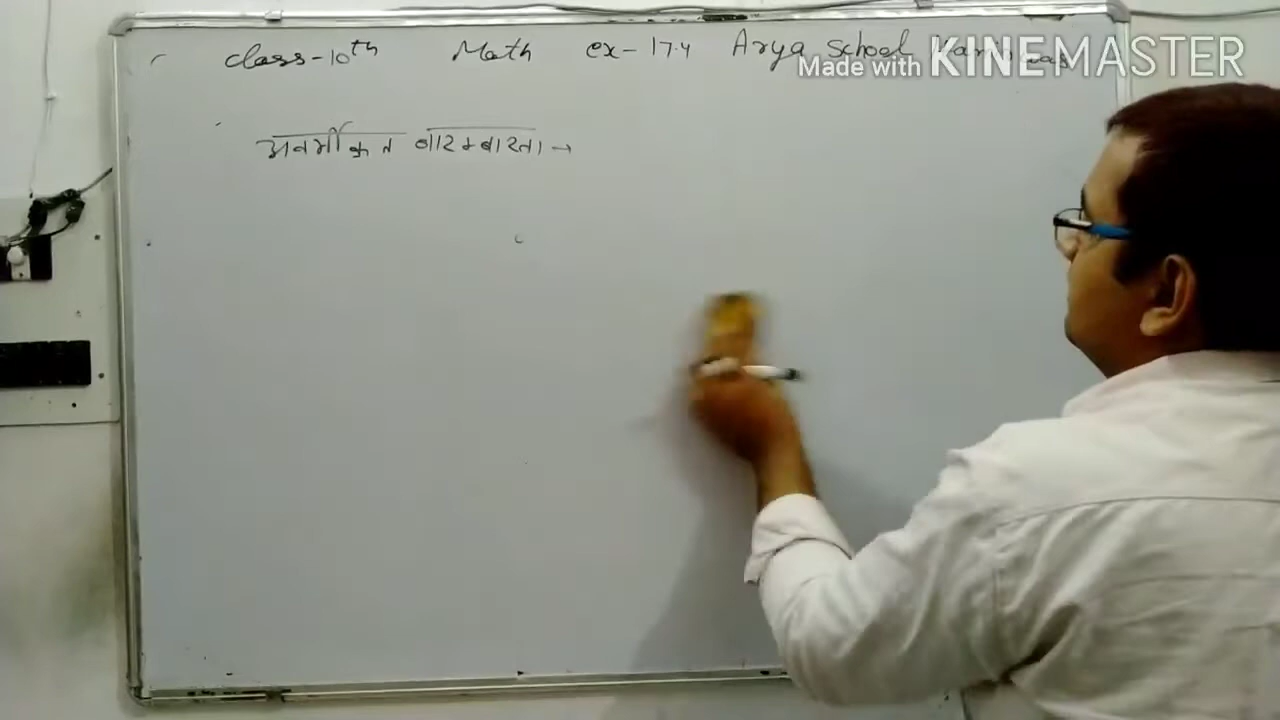 class-10th Math ex-17.4 Arya School
Made with KINEMASTER
अवर्गीकृत बारम्बारता →